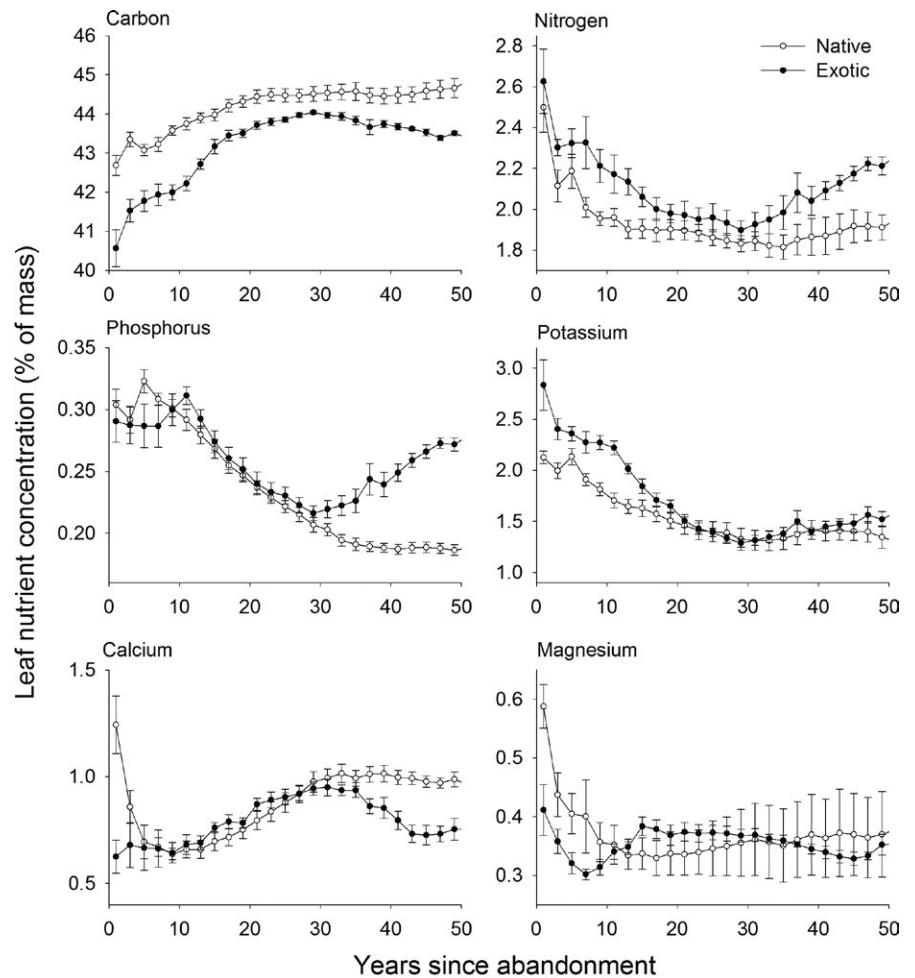 Carbon
46
45
44
43
42
41
40
0 10 20 30 40 50
Nitrogen
Native
Exotic
2.8
2.6
2.4
2.2
2.0
1.8
0 10 20 30 40 50
Phosphorus
0.35
0.30
0.25
0.20
0 10 20 30 40 50
Potassium
3.0
2.5
2.0
1.5
1.0
0 10 20 30 40 50
Calcium
1.5
1.0
0.5
0 10 20 30 40 50
Magnesium
0.6
0.5
0.4
0.3
0 10 20 30 40 50
Leaf nutrient concentration (% of mass)
Years since abandonment